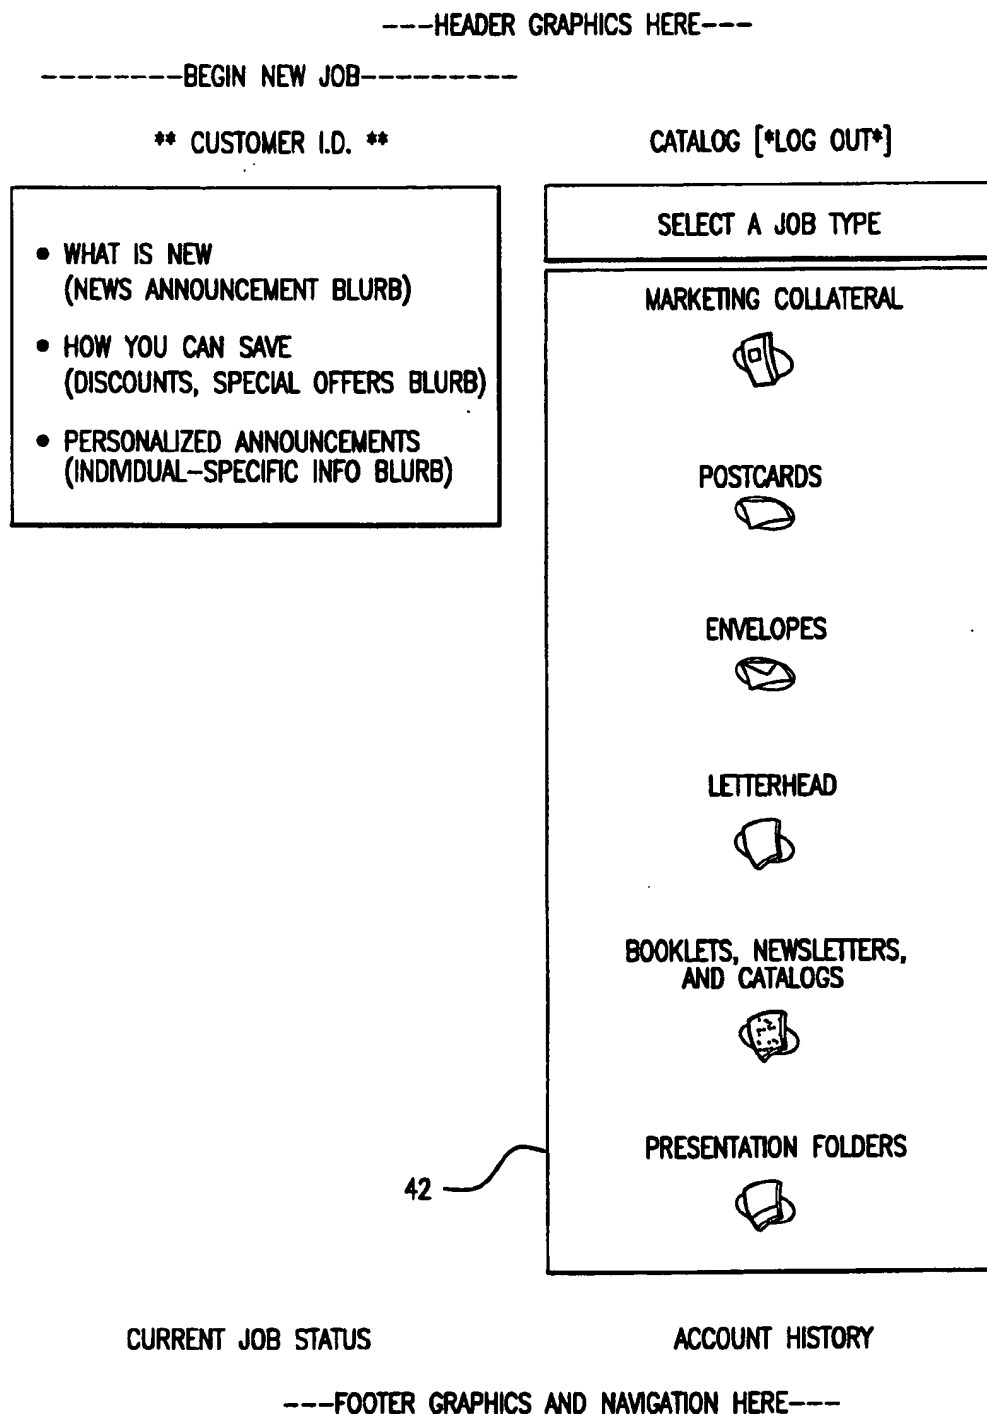 ----HEADER GRAPHICS HERE---
--------BEGIN NEW JOB---------
** CUSTOMER I.D. **
CATALOG [*LOG OUT*]
• WHAT IS NEW
(NEWS ANNOUNCEMENT BLURB)
• HOW YOU CAN SAVE
(DISCOUNTS, SPECIAL OFFERS BLURB)
• PERSONALIZED ANNOUNCEMENTS
(INDIVIDUAL-SPECIFIC INFO BLURB)
SELECT A JOB TYPE
MARKETING COLLATERAL
POSTCARDS
ENVELOPES
LETTERHEAD
BOOKLETS, NEWSLETTERS,
AND CATALOGS
PRESENTATION FOLDERS
42
CURRENT JOB STATUS
ACCOUNT HISTORY
---FOOTER GRAPHICS AND NAVIGATION HERE---